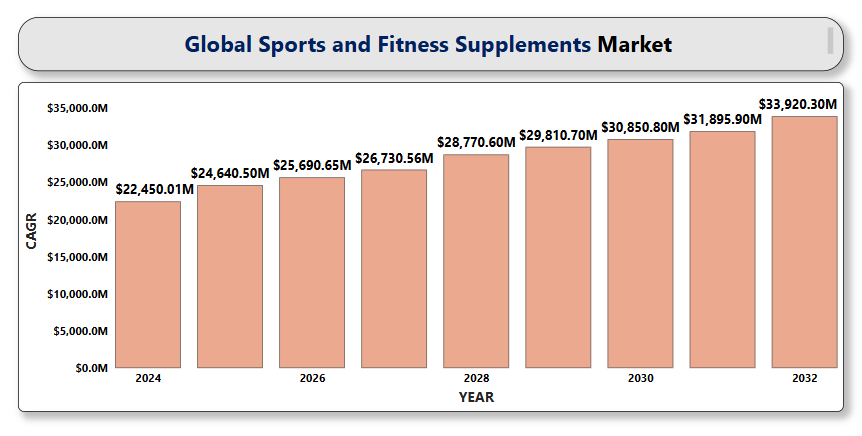 Global Sports and Fitness Supplements Market
$35,000.0M
$30,000.0M
$25,000.0M
$20,000.0M
$15,000.0M
$10,000.0M
$5,000.0M
$0.0M
CAGR
$22,450.01M
$24,640.50M
$25,690.65M
$26,730.56M
$28,770.60M
$29,810.70M
$30,850.80M
$31,895.90M
$33,920.30M
2024
2026
2028
2030
2032
YEAR